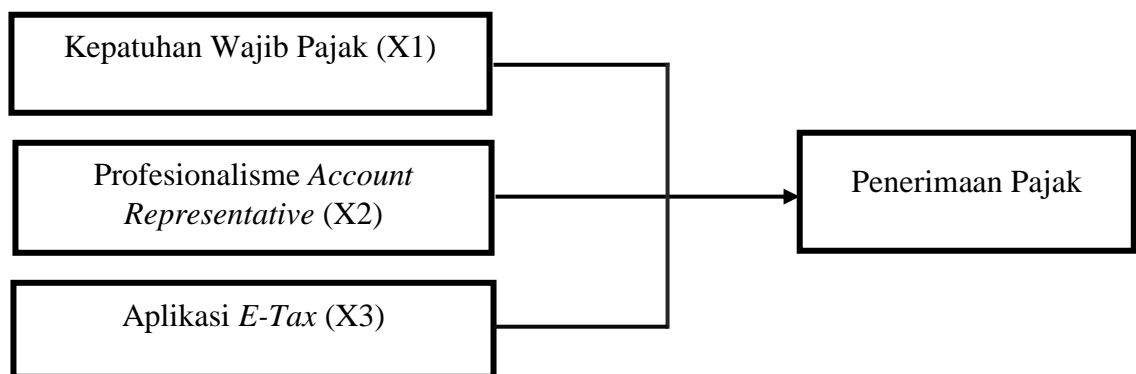 Kepatuhan Wajib Pajak (X1)
Profesionalisme Account
Representative (X2)
Penerimaan Pajak
Aplikasi E-Tax (X3)